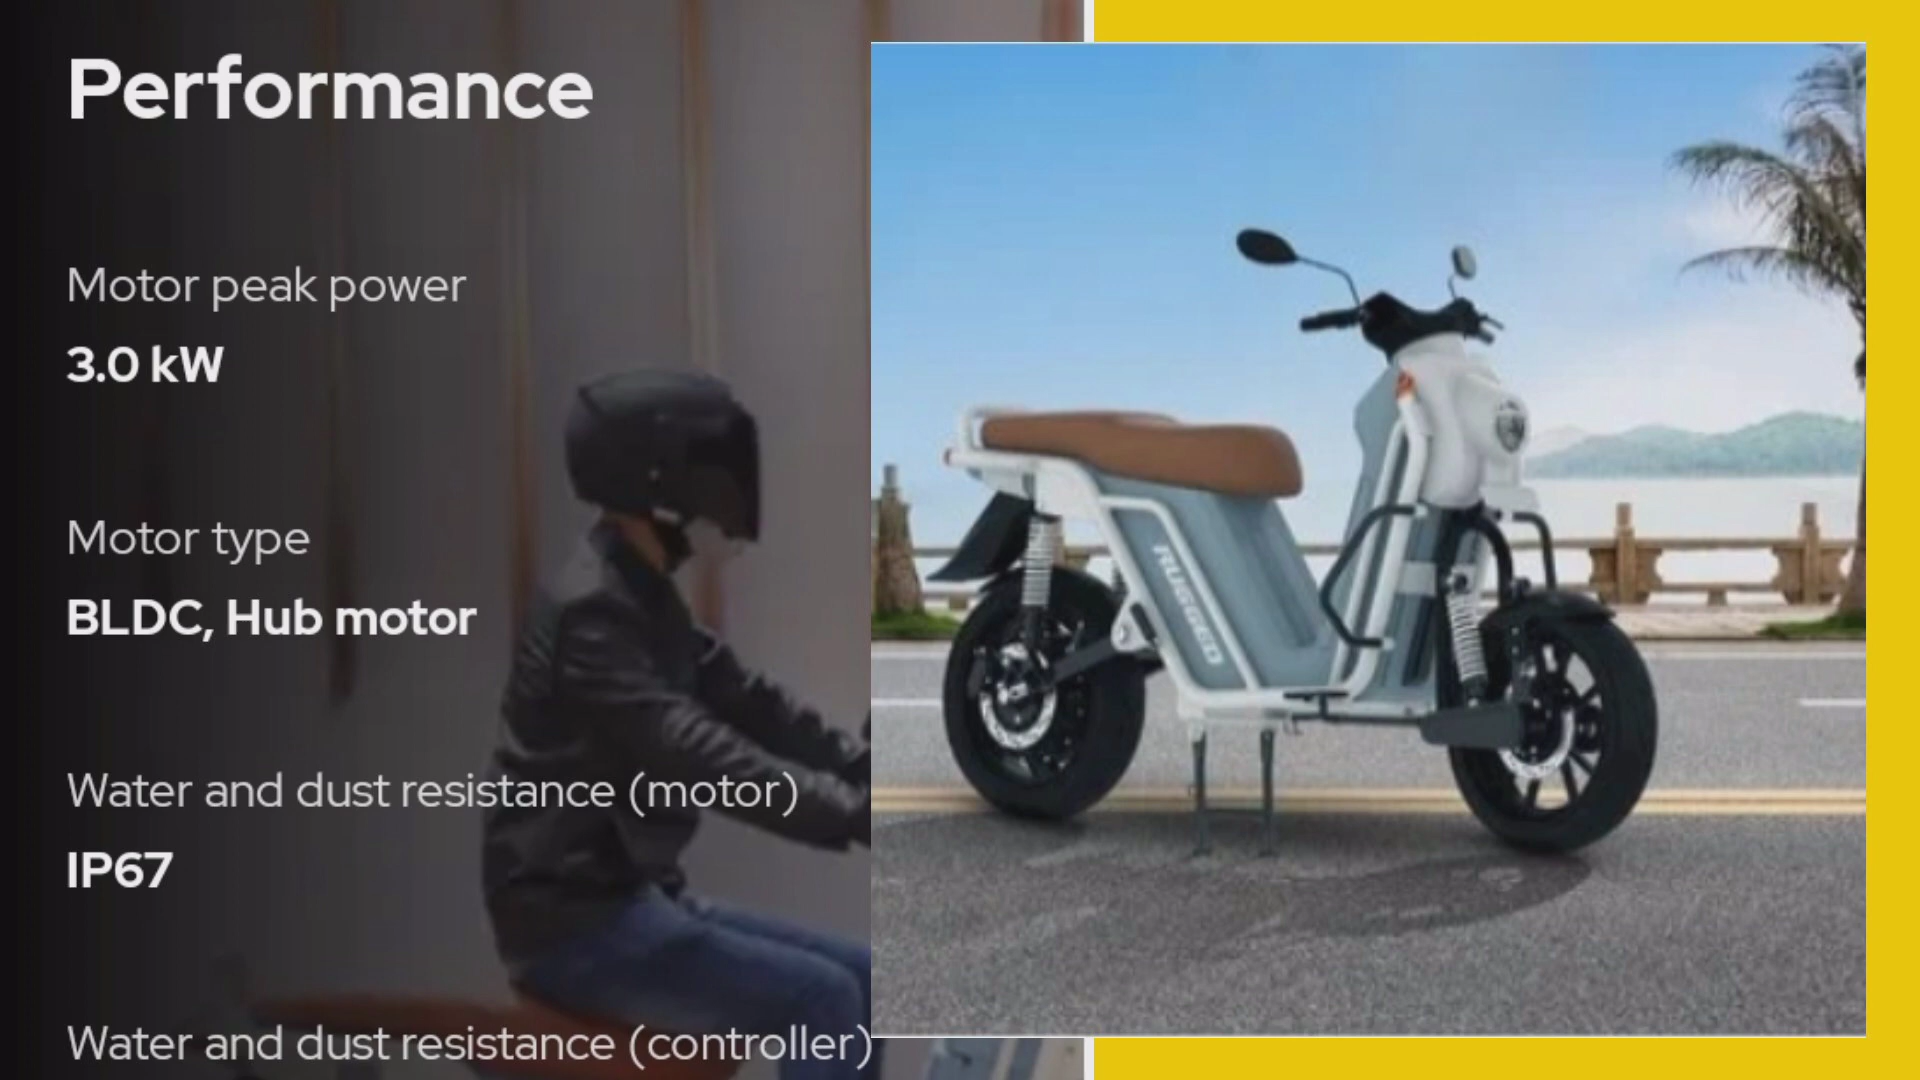 Performance
Motor peak power
3.0 kW
Motor type
BLDC, Hub motor
Water and dust resistance (motor)
IP67
Water and dust resistance (controller)
RUGGED